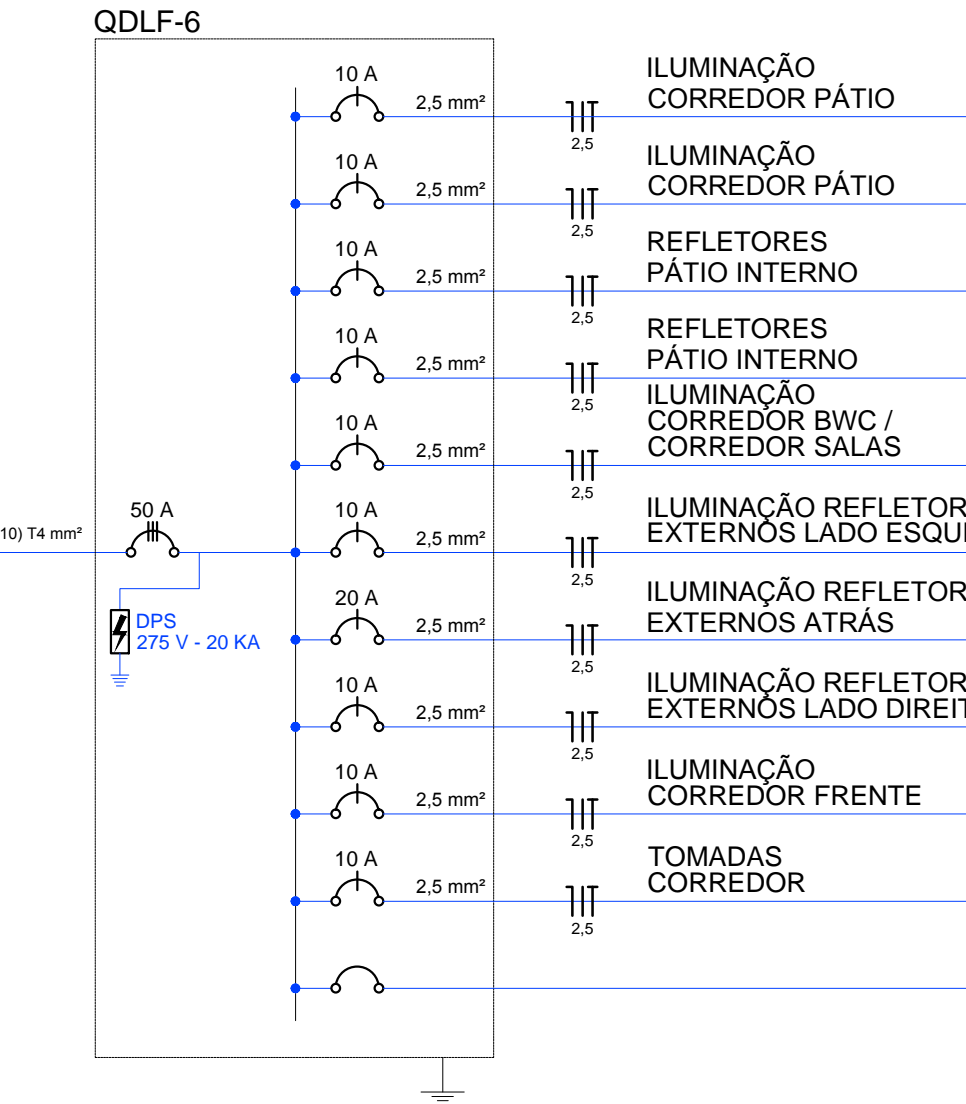 QDLF-6
10 A
2,5 mm²
2,5
ILUMINAÇÃO
CORREDOR PÁTIO
10 A
2,5 mm²
2,5
ILUMINAÇÃO
CORREDOR PÁTIO
10 A
2,5 mm²
2,5
REFLETORES
PÁTIO INTERNO
10 A
2,5 mm²
2,5
REFLETORES
PÁTIO INTERNO
10 A
2,5 mm²
2,5
ILUMINAÇÃO
CORREDOR BWC /
CORREDOR SALAS
10) T4 mm²
50 A
DPS
275 V - 20 KA
10 A
2,5 mm²
2,5
ILUMINAÇÃO REFLETOR
EXTERNOS LADO ESQU
20 A
2,5 mm²
2,5
ILUMINAÇÃO REFLETOR
EXTERNOS ATRÁS
10 A
2,5 mm²
2,5
ILUMINAÇÃO REFLETOR
EXTERNOS LADO DIREIT
10 A
2,5 mm²
2,5
ILUMINAÇÃO
CORREDOR FRENTE
10 A
2,5 mm²
2,5
TOMADAS
CORREDOR